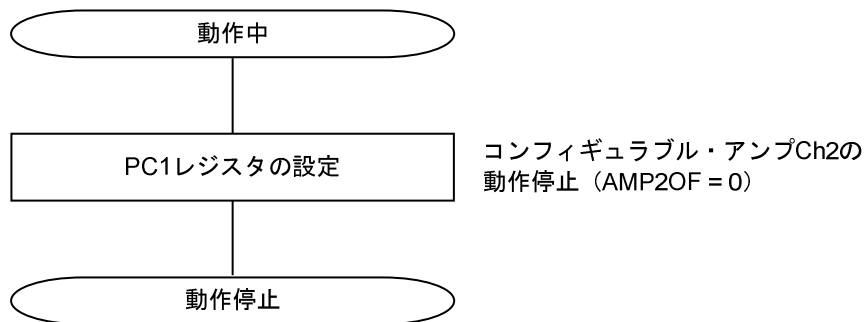 動作中
PC1レジスタの設定
コンフィギュラブル・アンプCh2の
動作停止（AMP2OF = 0）
動作停止